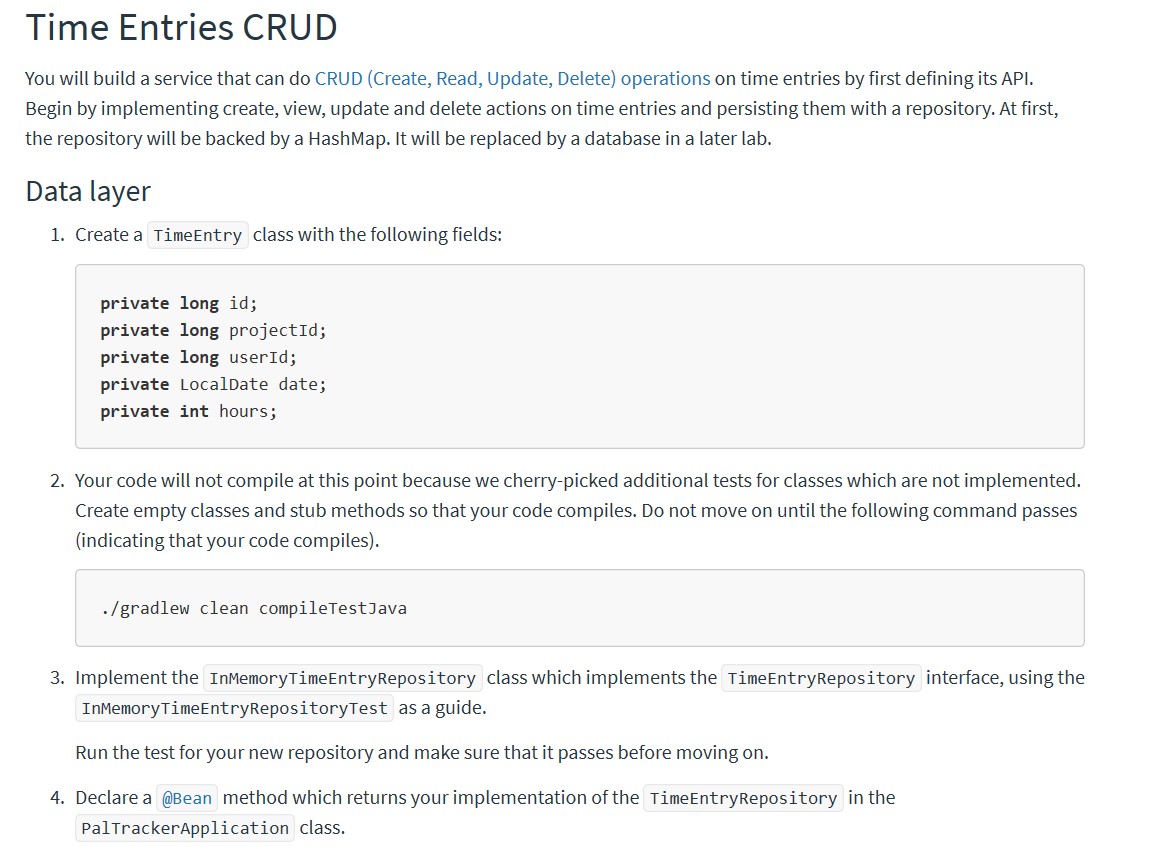 Time Entries CRUD
You will build a service that can do CRUD (Create, Read, Update, Delete) operations on time entries by first defining its API.
Begin by implementing create, view, update and delete actions on time entries and persisting them with a repository. At first,
the repository will be backed by a HashMap. It will be replaced by a database in a later lab.
Data layer
1. Create a TimeEntry class with the following fields:
private long id;
private long projectId;
private long userId;
private LocalDate date;
private int hours;
2. Your code will not compile at this point because we cherry-picked additional tests for classes which are not implemented.
Create empty classes and stub methods so that your code compiles. Do not move on until the following command passes
(indicating that your code compiles).
./gradlew clean compileTestJava
3. Implement the InMemoryTimeEntryRepository class which implements the TimeEntryRepository interface, using the
InMemoryTimeEntryRepositoryTest as a guide.
Run the test for your new repository and make sure that it passes before moving on.
4. Declare a @Bean method which returns your implementation of the TimeEntryRepository in the
PalTrackerApplication class.